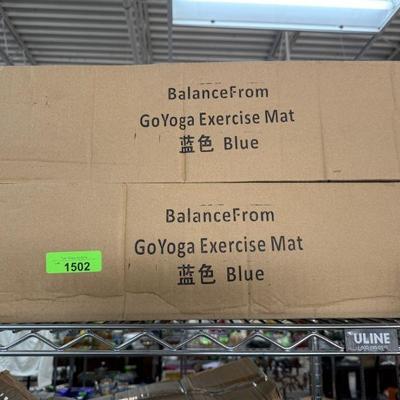 BalanceFrom
GoYoga Exercise Mat
蓝色 Blue
BalanceFrom
GoYoga Exercise Mat
蓝色 Blue
1502
ULINE